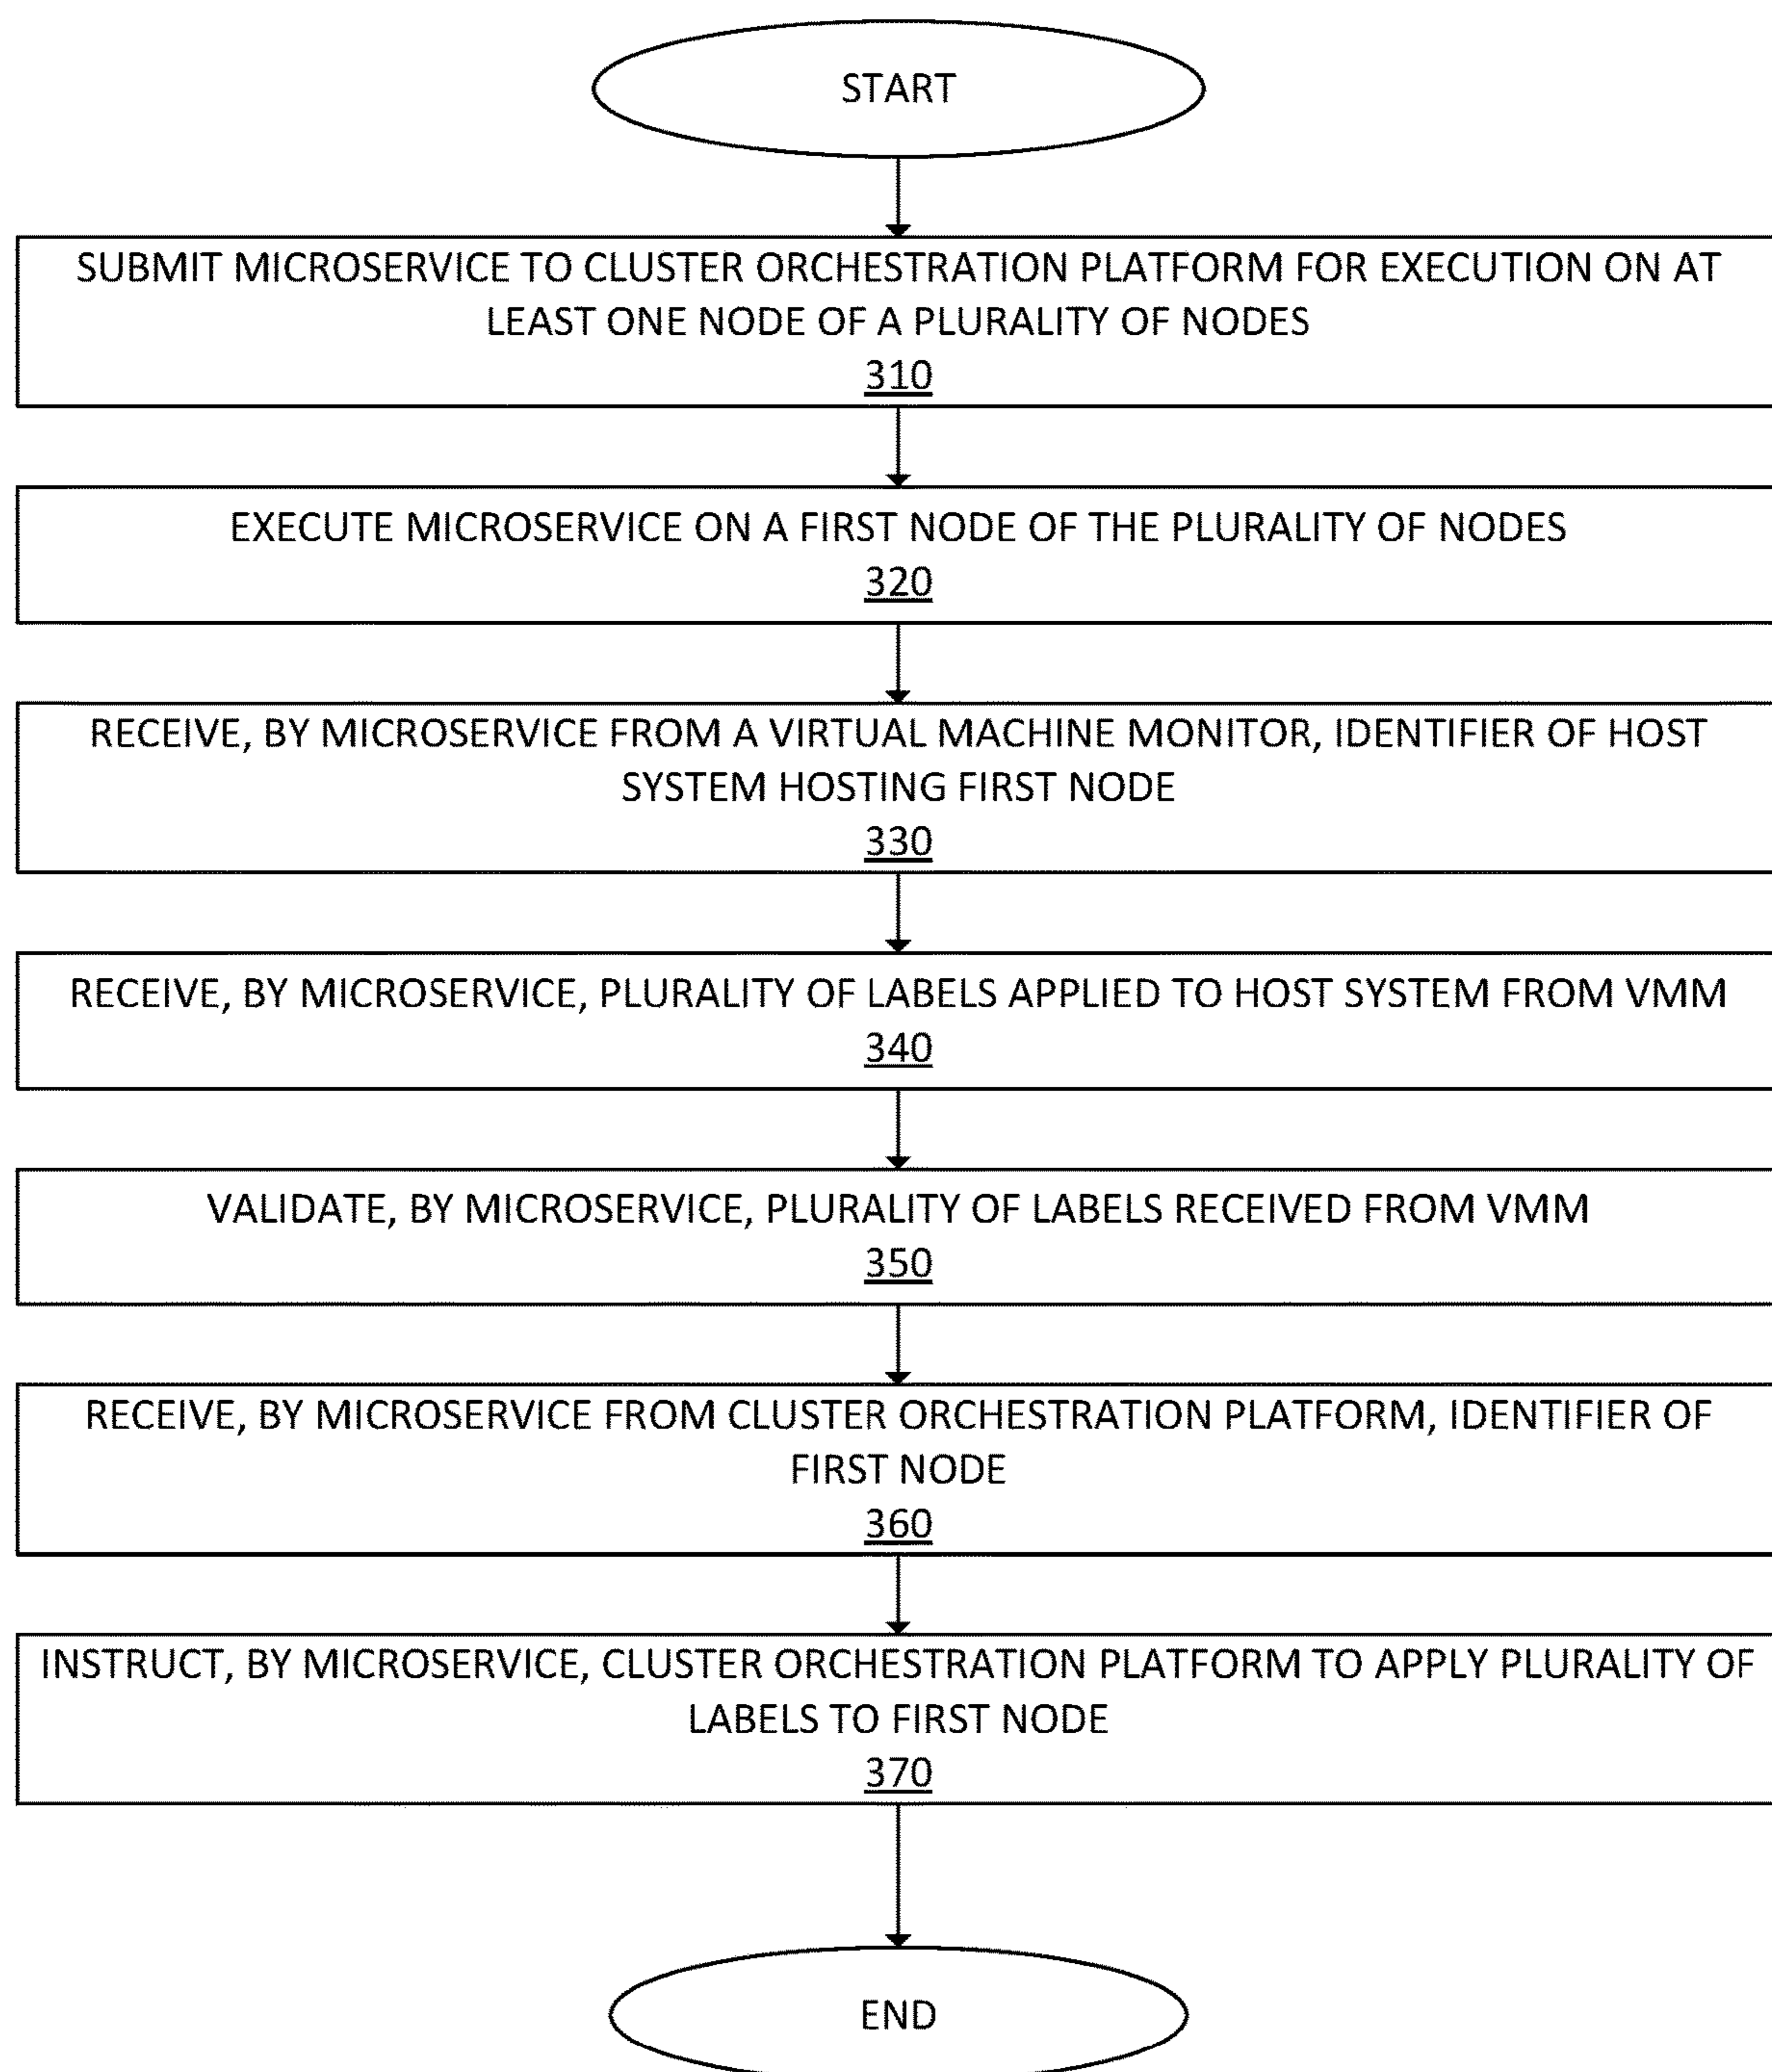 START
SUBMIT MICROSERVICE TO CLUSTER ORCHESTRATION PLATFORM FOR EXECUTION ON AT
LEAST ONE NODE OF A PLURALITY OF NODES
310
EXECUTE MICROSERVICE ON A FIRST NODE OF THE PLURALITY OF NODES
320
RECEIVE, BY MICROSERVICE FROM A VIRTUAL MACHINE MONITOR, IDENTIFIER OF HOST
SYSTEM HOSTING FIRST NODE
330
RECEIVE, BY MICROSERVICE, PLURALITY OF LABELS APPLIED TO HOST SYSTEM FROM VMM
340
VALIDATE, BY MICROSERVICE, PLURALITY OF LABELS RECEIVED FROM VMM
350
RECEIVE, BY MICROSERVICE FROM CLUSTER ORCHESTRATION PLATFORM, IDENTIFIER OF
FIRST NODE
360
INSTRUCT, BY MICROSERVICE, CLUSTER ORCHESTRATION PLATFORM TO APPLY PLURALITY OF
LABELS TO FIRST NODE
370
END